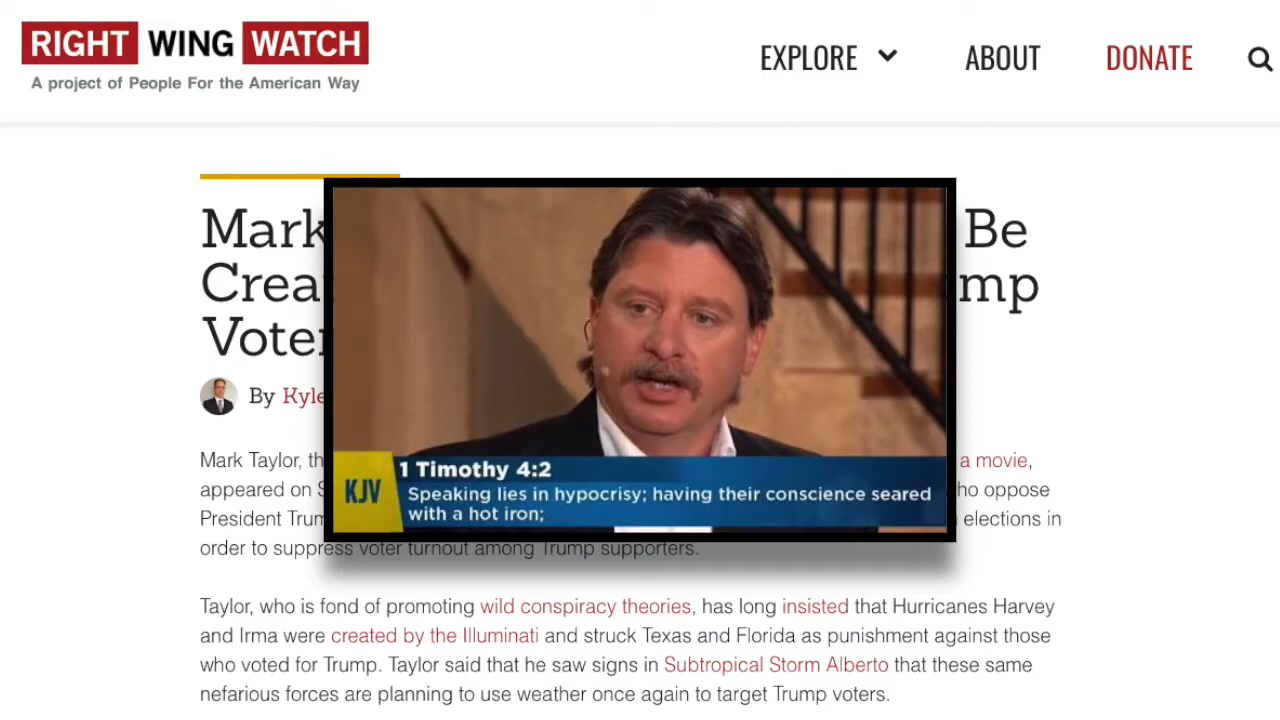 RIGHT WING WATCH
A project of People For the American Way
EXPLORE ABOUT DONATE
Mark Be
Crea mp
Voter
By Kyle
Mark Taylor, th a movie,
appeared on S ho oppose
President Trum elections in
order to suppress voter turnout among Trump supporters.
1 Timothy 4:2
KJV
Speaking lies in hypocrisy; having their conscience seared
with a hot iron;
Taylor, who is fond of promoting wild conspiracy theories, has long insisted that Hurricanes Harvey
and Irma were created by the Illuminati and struck Texas and Florida as punishment against those
who voted for Trump. Taylor said that he saw signs in Subtropical Storm Alberto that these same
nefarious forces are planning to use weather once again to target Trump voters.